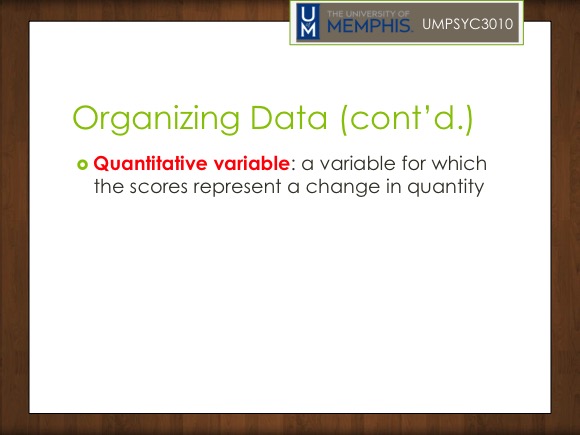 UM
THE UNIVERSITY OF
MEMPHIS.
UMPSYC3010
Organizing Data (cont’d.)
Quantitative variable: a variable for which
the scores represent a change in quantity